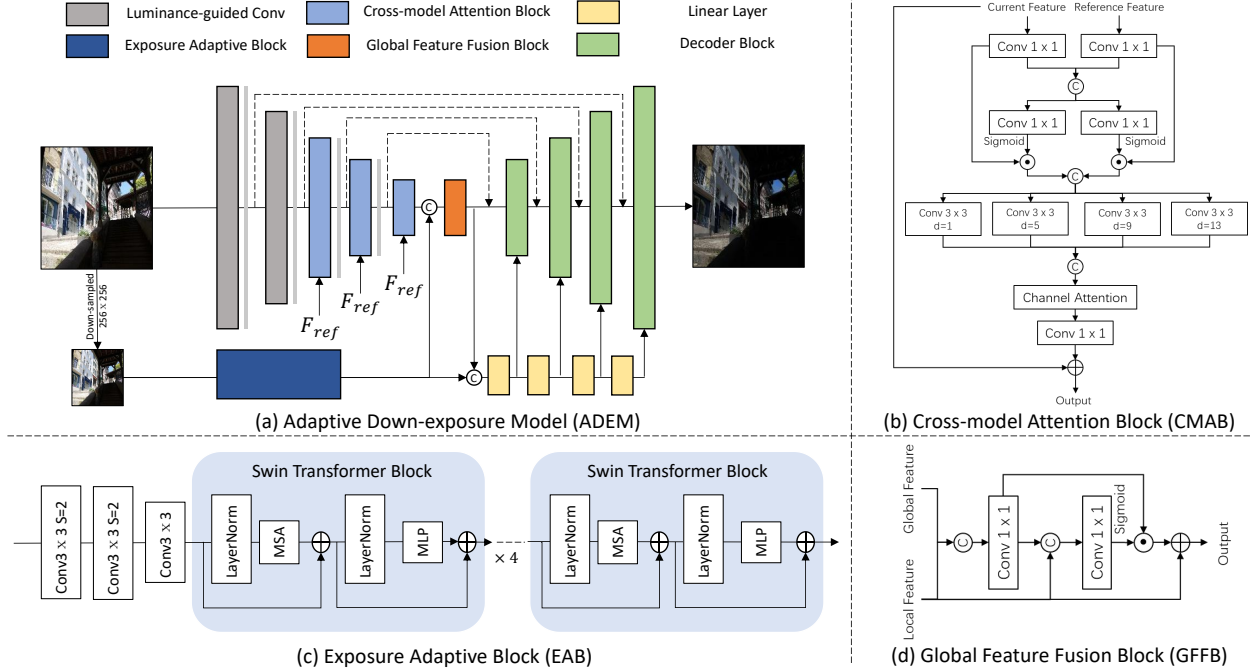 Luminance-guided Conv
Cross-model Attention Block
Linear Layer
Exposure Adaptive Block
Global Feature Fusion Block
Decoder Block
Down-sampled
256 x 256
C
F_ref
F_ref
F_ref
C
(a) Adaptive Down-exposure Model (ADEM)
Current Feature
Reference Feature
Conv 1 x 1
Conv 1 x 1
C
Conv 1 x 1
Conv 1 x 1
Sigmoid
Sigmoid
C
Conv 3 x 3
d=1
Conv 3 x 3
d=5
Conv 3 x 3
d=9
Conv 3 x 3
d=13
C
Channel Attention
Conv 1 x 1
Output
(b) Cross-model Attention Block (CMAB)
Conv3 × 3 S=2
Conv3 × 3 S=2
Conv3 × 3
Swin Transformer Block
LayerNorm
MSA
LayerNorm
MLP
× 4
Swin Transformer Block
LayerNorm
MSA
LayerNorm
MLP
(c) Exposure Adaptive Block (EAB)
Global Feature
Local Feature
C
Conv 1 x 1
C
Conv 1 x 1
Sigmoid
Output
(d) Global Feature Fusion Block (GFFB)